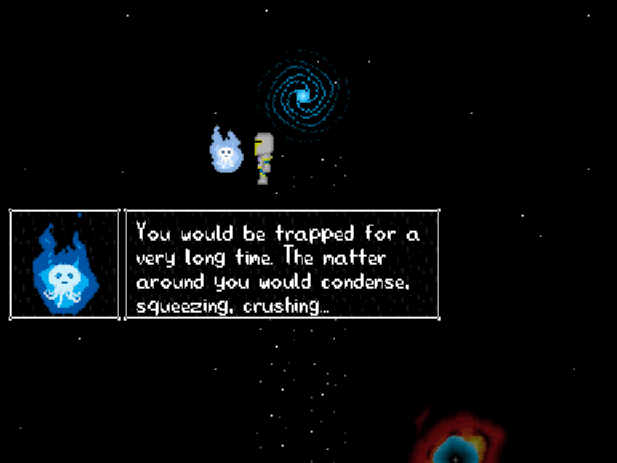 You would be trapped for a
very long time. The matter
around you would condense,
squeezing, crushing...